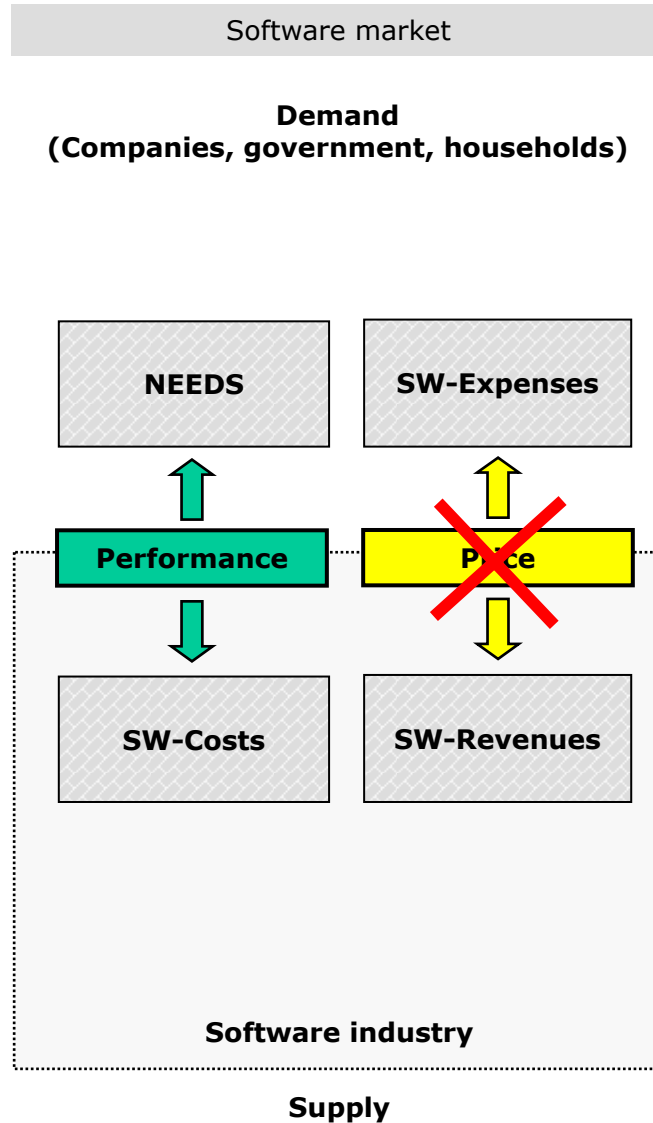 Software market
Demand
(Companies, government, households)
NEEDS
SW-Expenses
Performance
Price
SW-Costs
SW-Revenues
Software industry
Supply